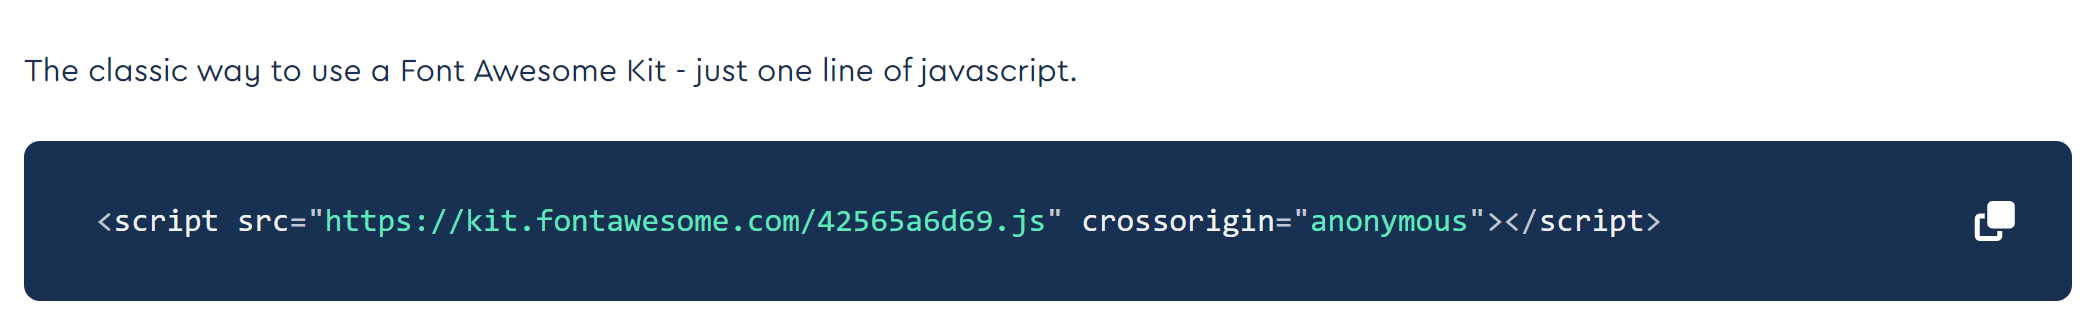 The classic way to use a Font Awesome Kit - just one line of javascript.
<script src="https://kit.fontawesome.com/42565a6d69.js" crossorigin="anonymous"></script>